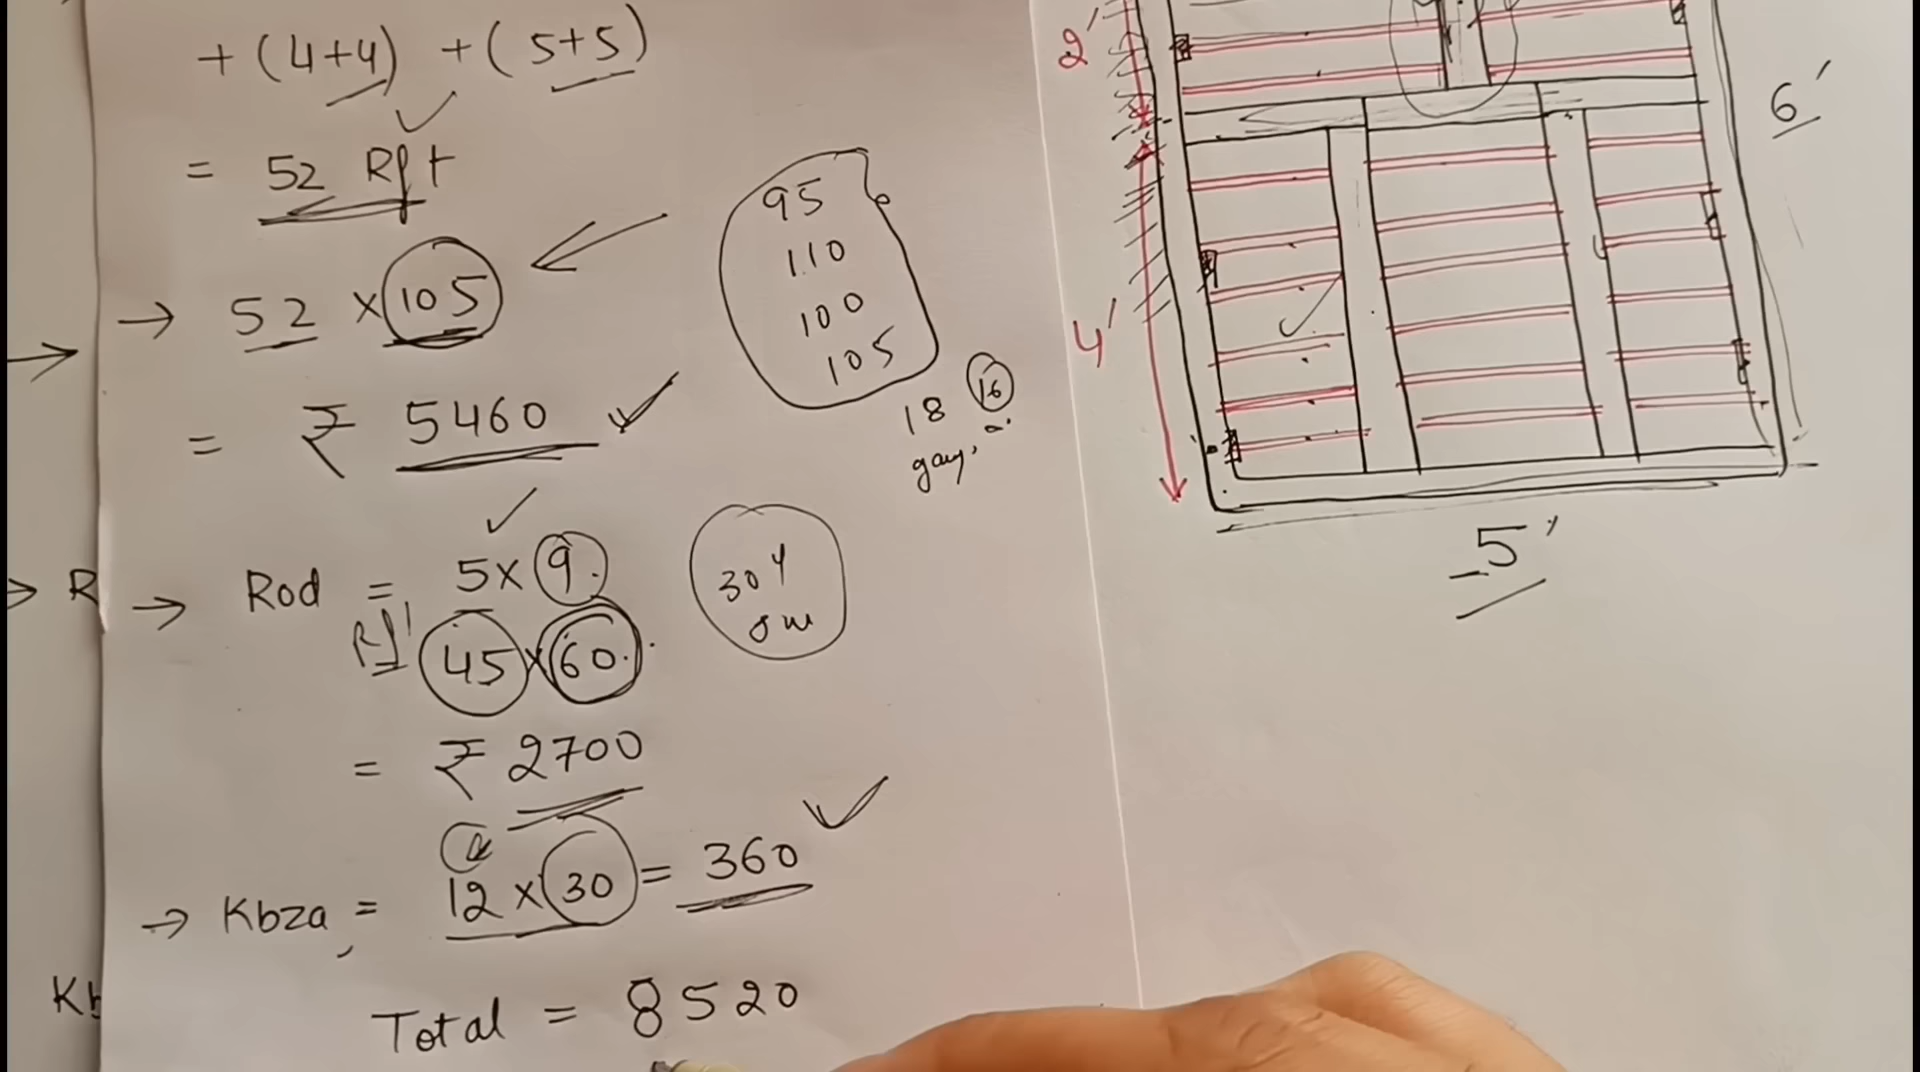 + (4+4) + (5+5)
= 52 Rft
→ 52 × 105
= ₹ 5460
95
110
100
105
18 16
→ Rod = 5 × 9
Rft 45 × 60
= ₹ 2700
304
→ Kbza = 12 × 30 = 360
Total = 8520
→ R
2'
4'
6'
5'